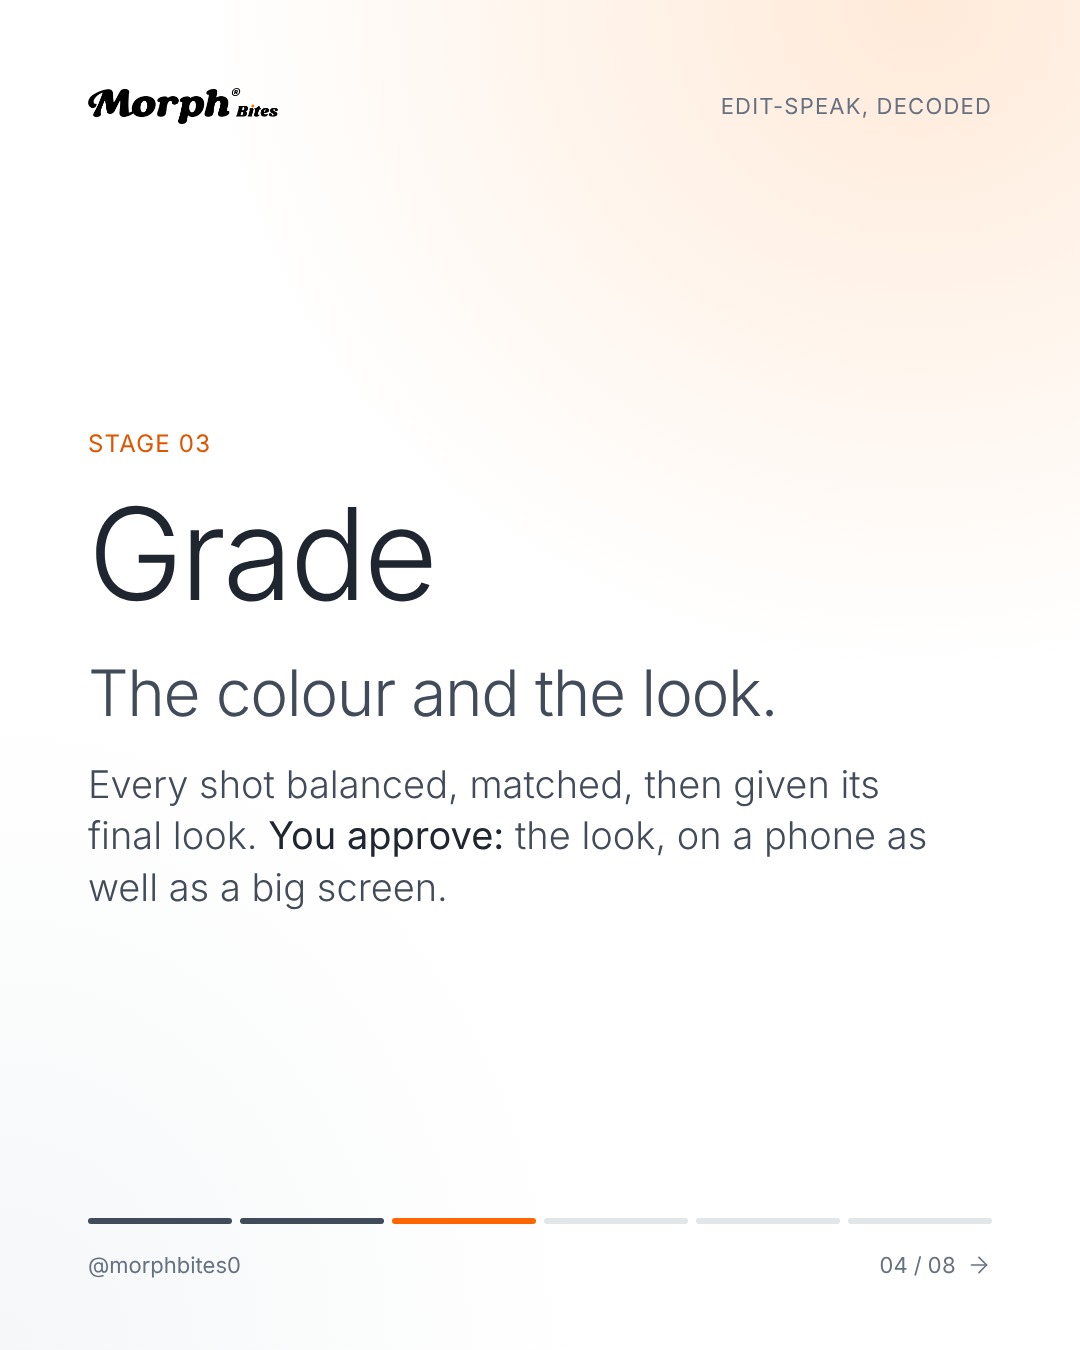 Morph® Bites
EDIT-SPEAK, DECODED
STAGE 03
Grade
The colour and the look.
Every shot balanced, matched, then given its
final look. You approve: the look, on a phone as
well as a big screen.
@morphbites0
04 / 08 →